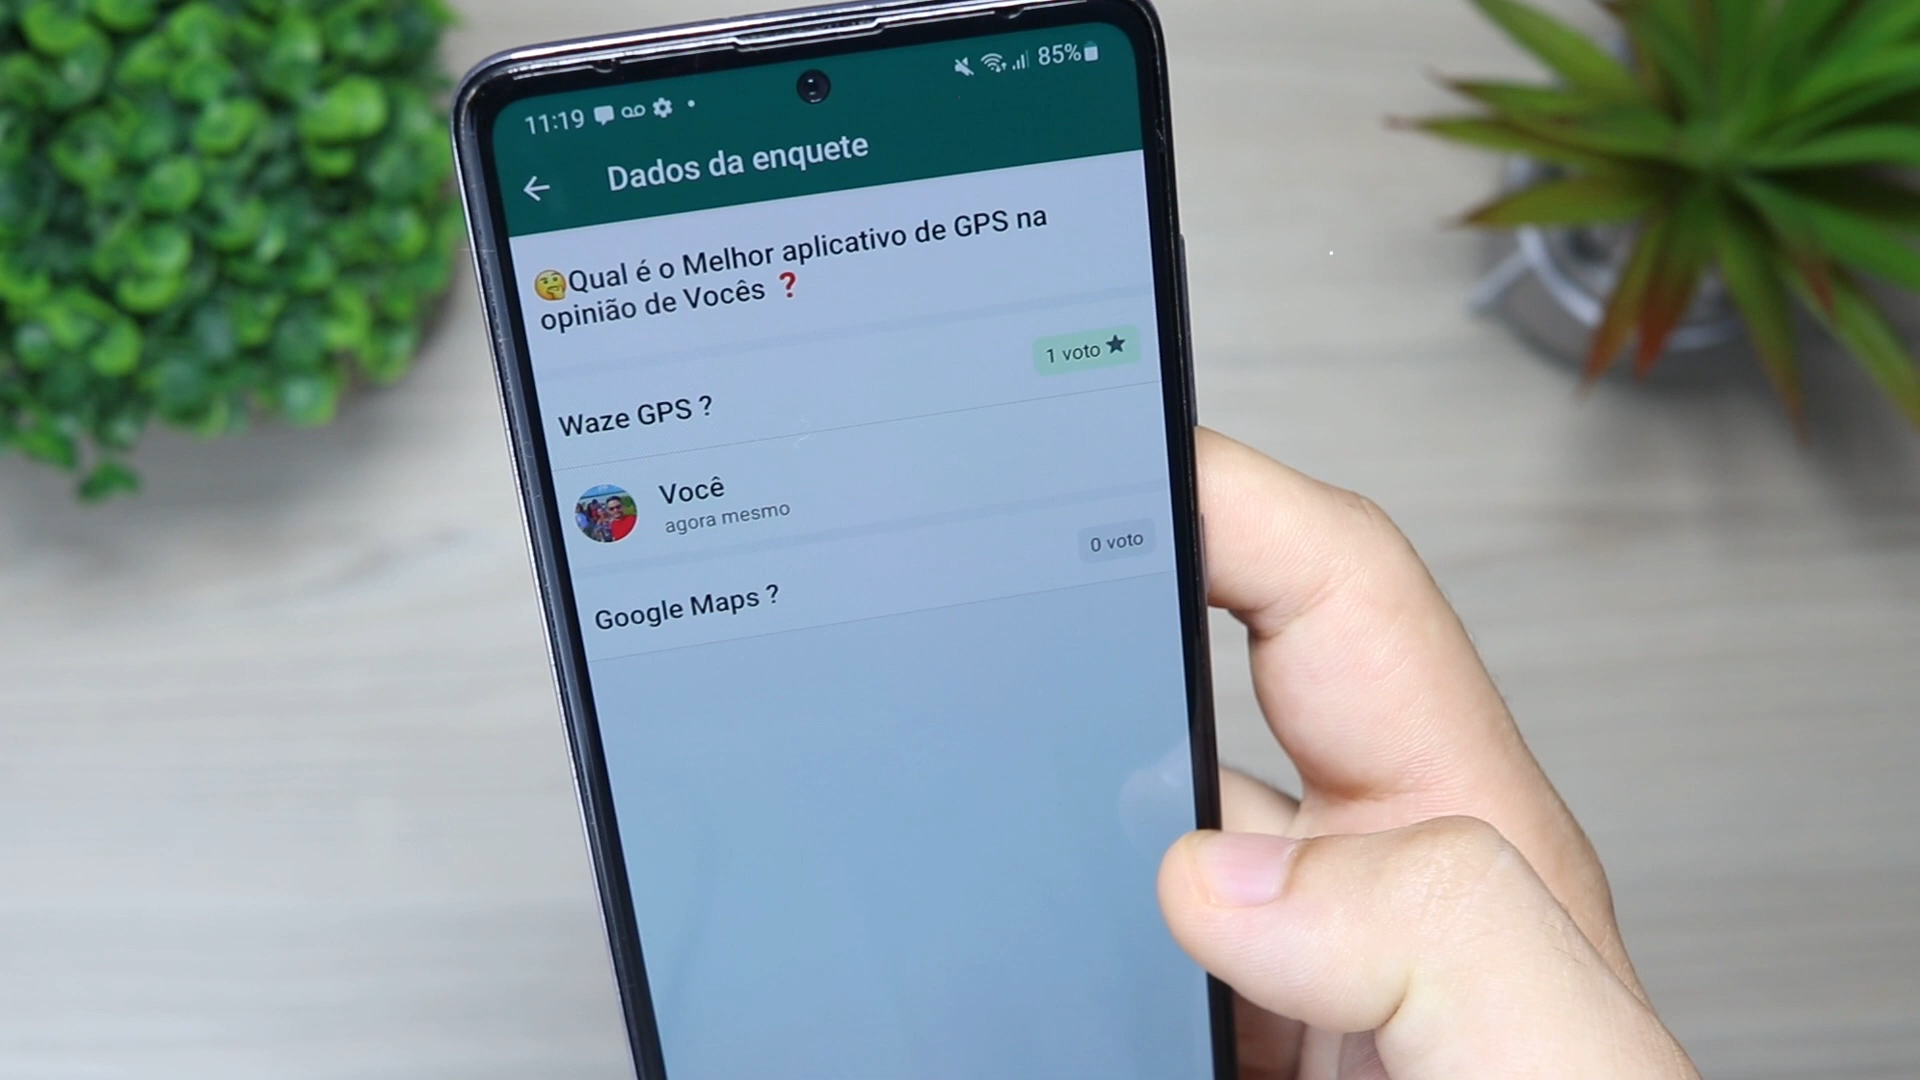 11:19
85%
Dados da enquete
🤔Qual é o Melhor aplicativo de GPS na
opinião de Vocês ❓
1 voto ★
Waze GPS ?
Você
agora mesmo
0 voto
Google Maps ?